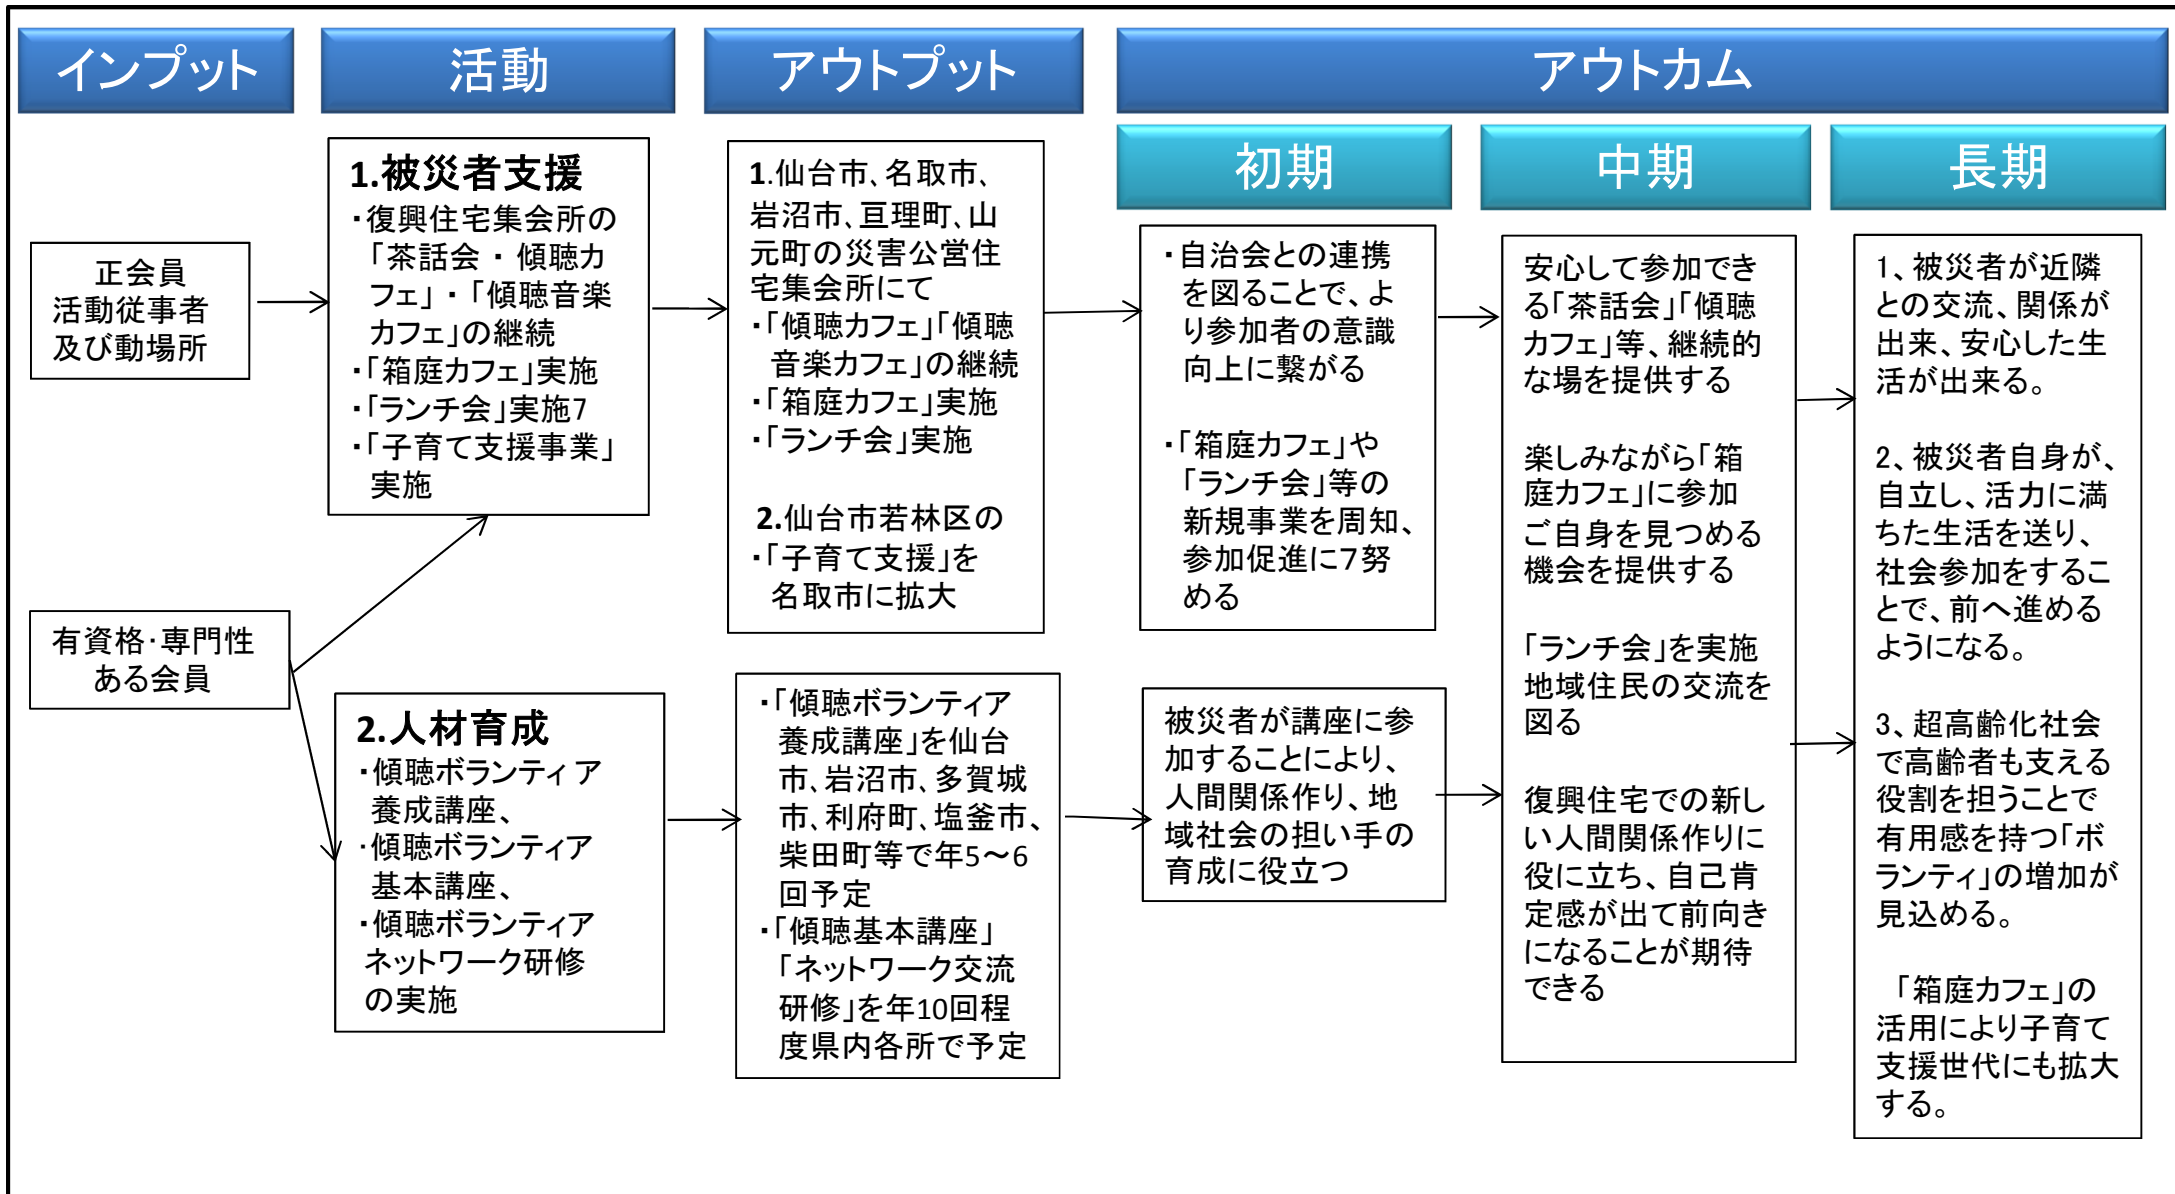 インプット
活動
アウトプット
アウトカム
初期
中期
長期
正会員
活動従事者
及び動場所
有資格・専門性
ある会員
1.被災者支援
・復興住宅集会所の
「茶話会 ・ 傾聴カ
フェ」 ・ 「傾聴音楽
カフェ」の継続
・「箱庭カフェ」実施
・「ランチ会」実施7
・「子育て支援事業」
実施
2.人材育成
・傾聴ボランティア
養成講座、
・傾聴ボランティア
基本講座、
・傾聴ボランティア
ネットワーク研修
の実施
1.仙台市、名取市、
岩沼市、亘理町、山
元町の災害公営住
宅集会所にて
・「傾聴カフェ」「傾聴
音楽カフェ」の継続
・「箱庭カフェ」実施
・「ランチ会」実施
2.仙台市若林区の
・「子育て支援」を
名取市に拡大
・「傾聴ボランティア
養成講座」を仙台
市、岩沼市、多賀城
市、利府町、塩釜市、
柴田町等で年5～6
回予定
・「傾聴基本講座」
「ネットワーク交流
研修」を年10回程
度県内各所で予定
・自治会との連携
を図ることで、よ
り参加者の意識
向上に繋がる
・「箱庭カフェ」や
「ランチ会」等の
新規事業を周知、
参加促進に7努
める
被災者が講座に参
加することにより、
人間関係作り、地
域社会の担い手の
育成に役立つ
安心して参加でき
る「茶話会」「傾聴
カフェ」等、継続的
な場を提供する
楽しみながら「箱
庭カフェ」に参加
ご自身を見つめる
機会を提供する
「ランチ会」を実施
地域住民の交流を
図る
復興住宅での新し
い人間関係作りに
役に立ち、自己肯
定感が出て前向き
になることが期待
できる
1、被災者が近隣
との交流、関係が
出来、安心した生
活が出来る。
2、被災者自身が、
自立し、活力に満
ちた生活を送り、
社会参加をするこ
とで、前へ進める
ようになる。
3、超高齢化社会
で高齢者も支える
役割を担うことで
有用感を持つ「ボ
ランティ」の増加が
見込める。
「箱庭カフェ」の
活用により子育て
支援世代にも拡大
する。